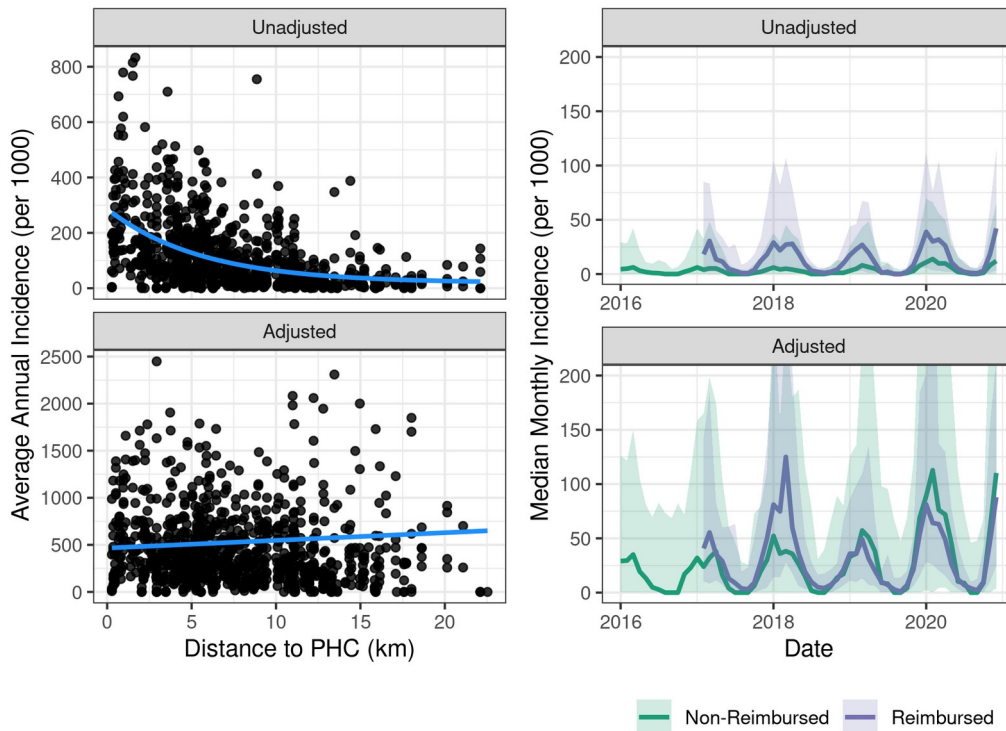 Unadjusted
800
600
400
200
0
Adjusted
2500
2000
1500
1000
500
0
0 5 10 15 20
Distance to PHC (km)
Average Annual Incidence (per 1000)
Unadjusted
200
150
100
50
0
2016 2018 2020
Adjusted
200
150
100
50
0
2016 2018 2020
Date
Median Monthly Incidence (per 1000)
Non-Reimbursed Reimbursed